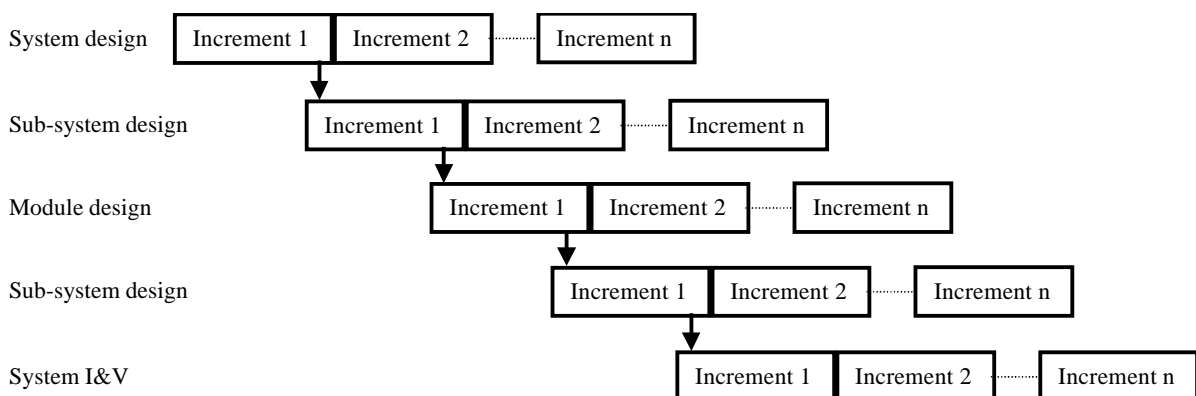 System design Increment 1 Increment 2 Increment n
Sub-system design Increment 1 Increment 2 Increment n
Module design Increment 1 Increment 2 Increment n
Sub-system design Increment 1 Increment 2 Increment n
System I&V Increment 1 Increment 2 Increment n